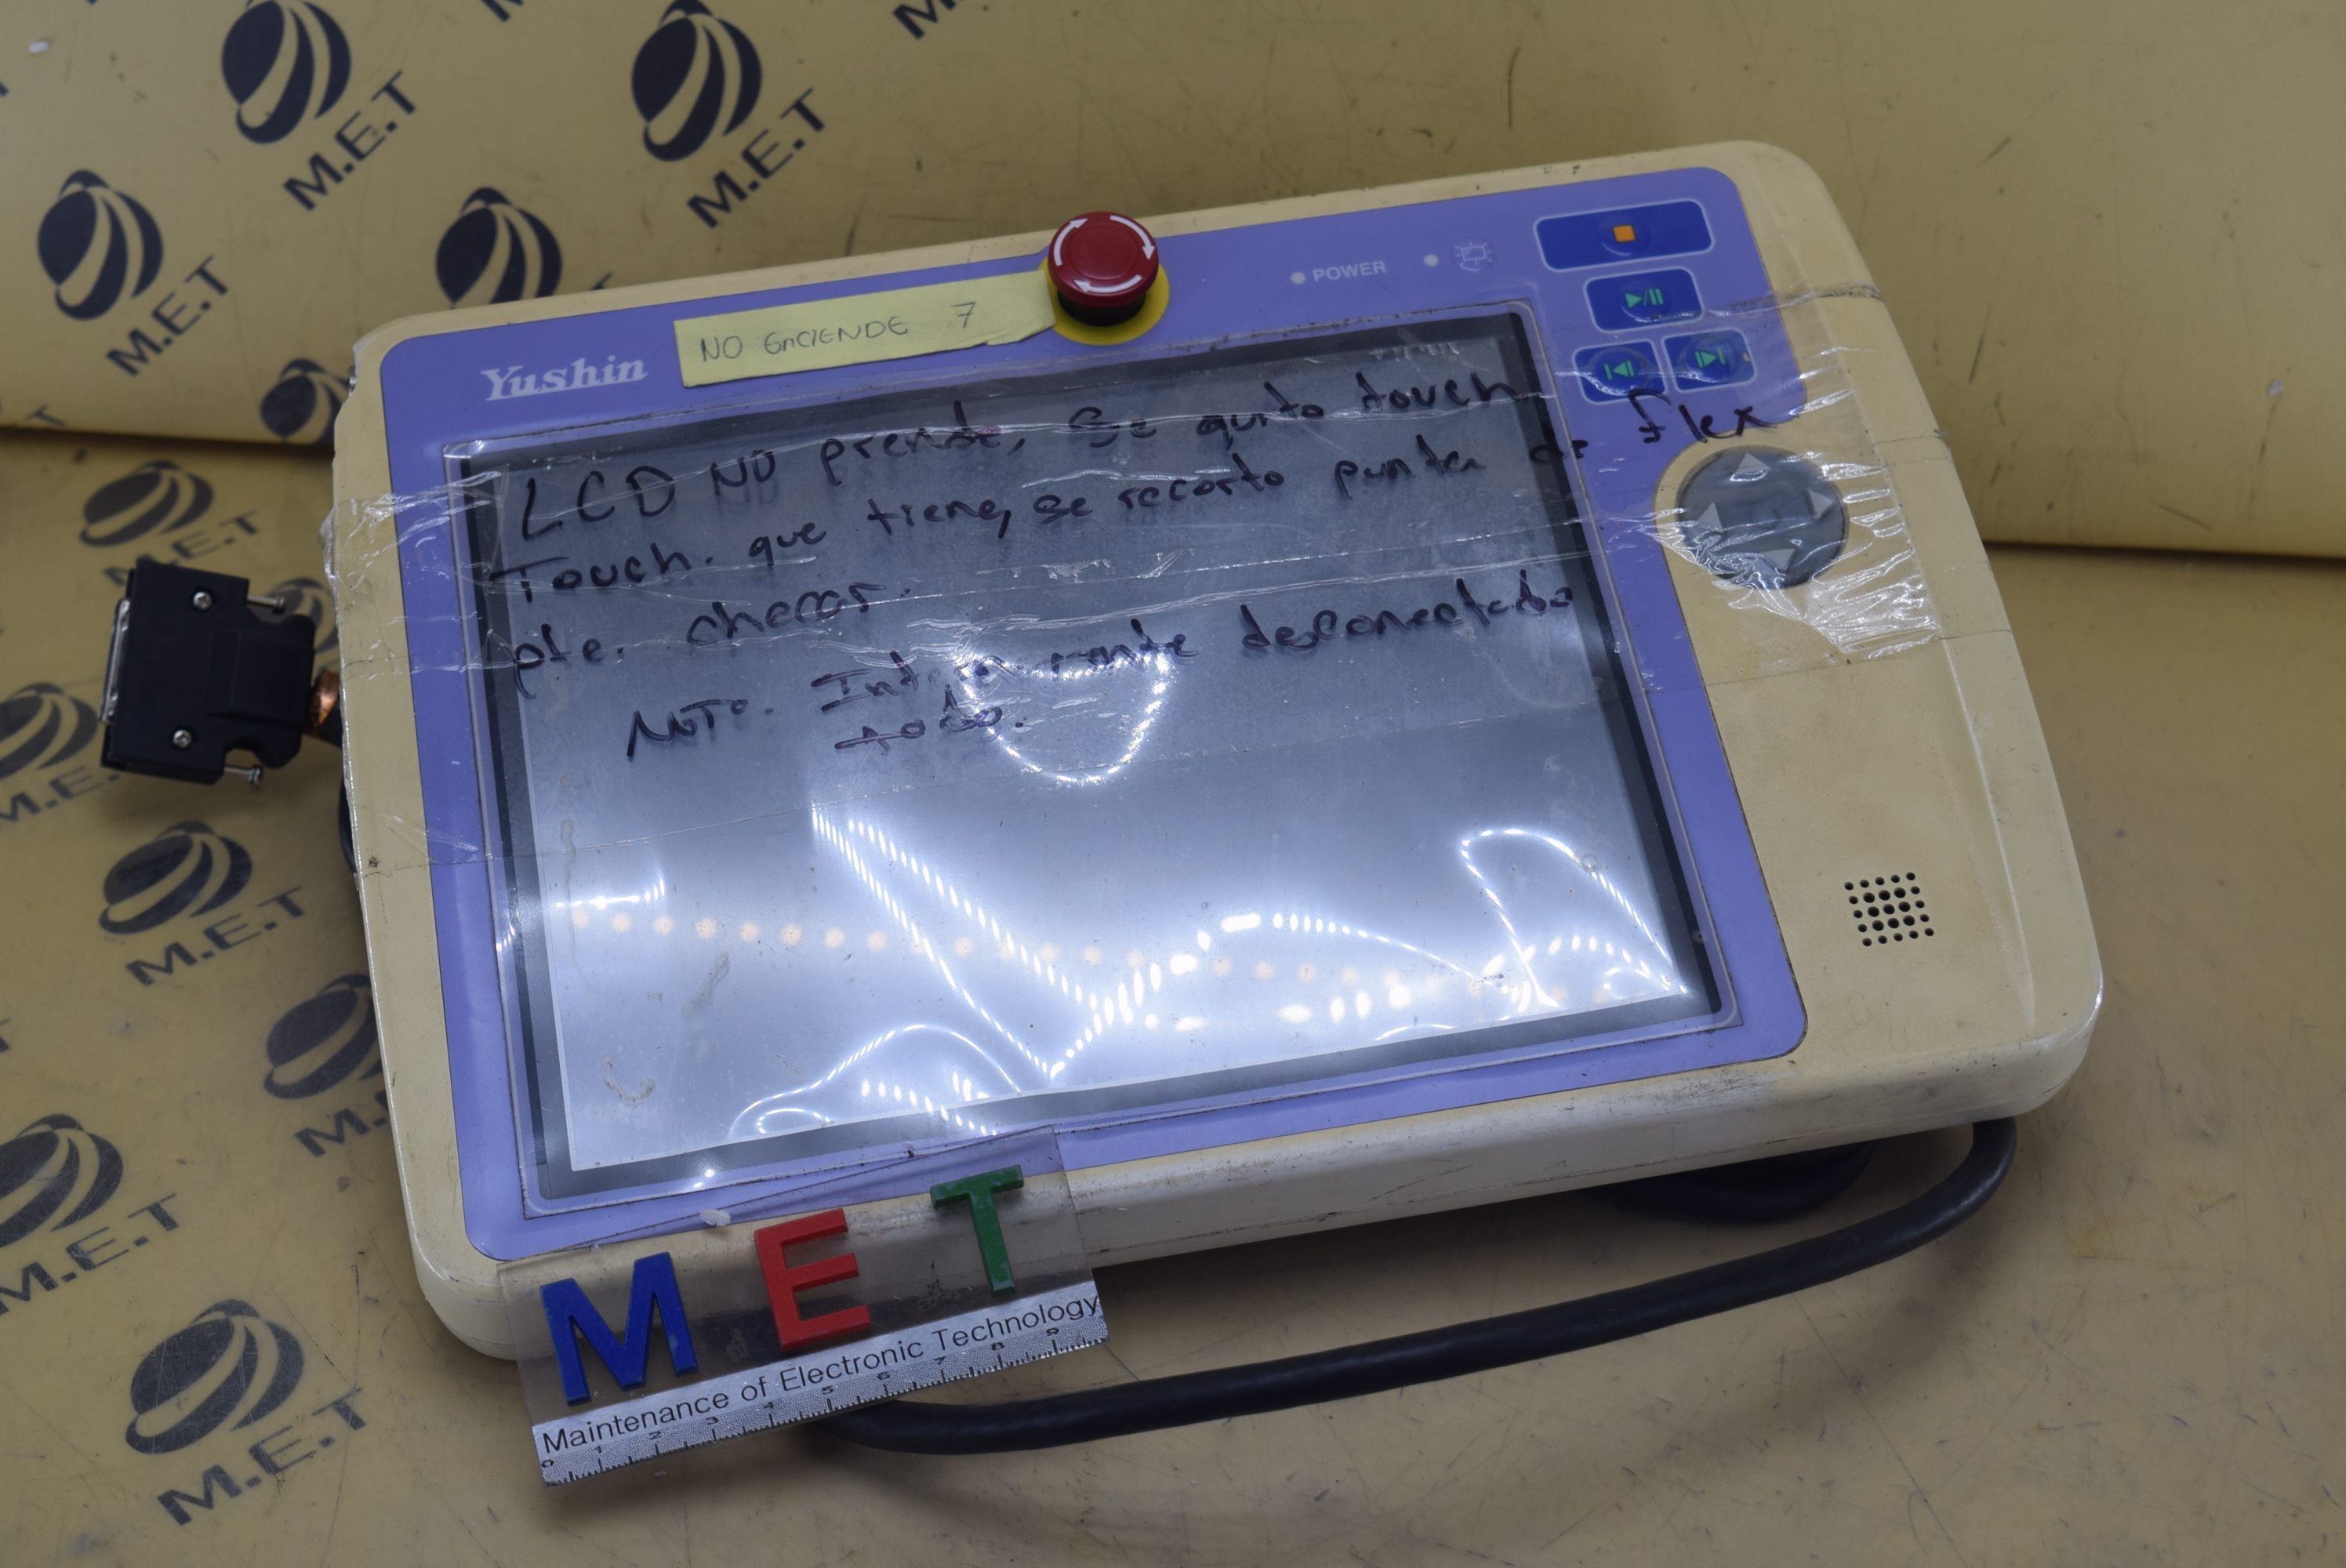 M.E.T
M.E.T
M.E.T
M.E.T
M.E.T
M.E.T
M.E.T
M.E.T
M.E.T
POWER
NO EnCIENDE 7
Yushin
LCD NO prende, Se quito touch
Touch. que tiene, se recorto punta de flex
pte. checar.
NOTA. Internamente desconectado
todo.
MET
Maintenance of Electronic Technology
0 1 2 3 4 5 6 7 8 9